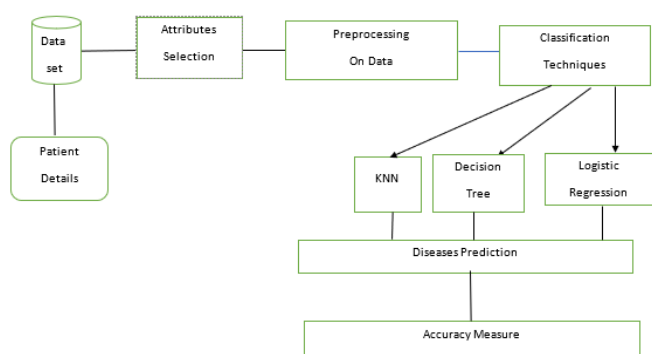 Data
set
Attributes
Selection
Preprocessing
On Data
Classification
Techniques
Patient
Details
KNN
Decision
Tree
Logistic
Regression
Diseases Prediction
Accuracy Measure